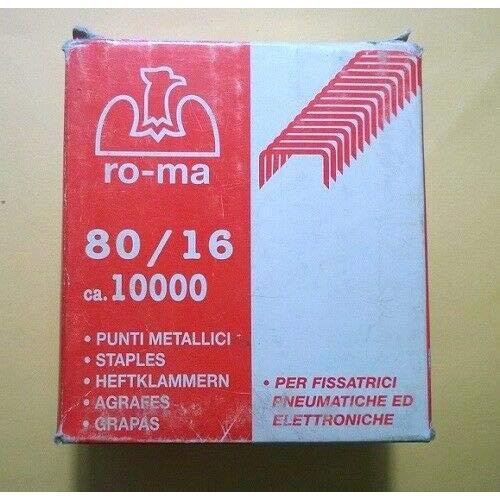 ro-ma
80/16
ca. 10000
• PUNTI METALLICI
• STAPLES
• HEFTKLAMMERN
• AGRAFES
• GRAPAS
• PER FISSATRICI
PNEUMATICHE ED
ELETTRONICHE